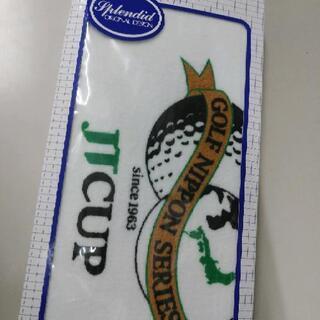 Splendid
ORIGINAL DESIGN
GOLF NIPPON SERIES
since 1963
JT CUP